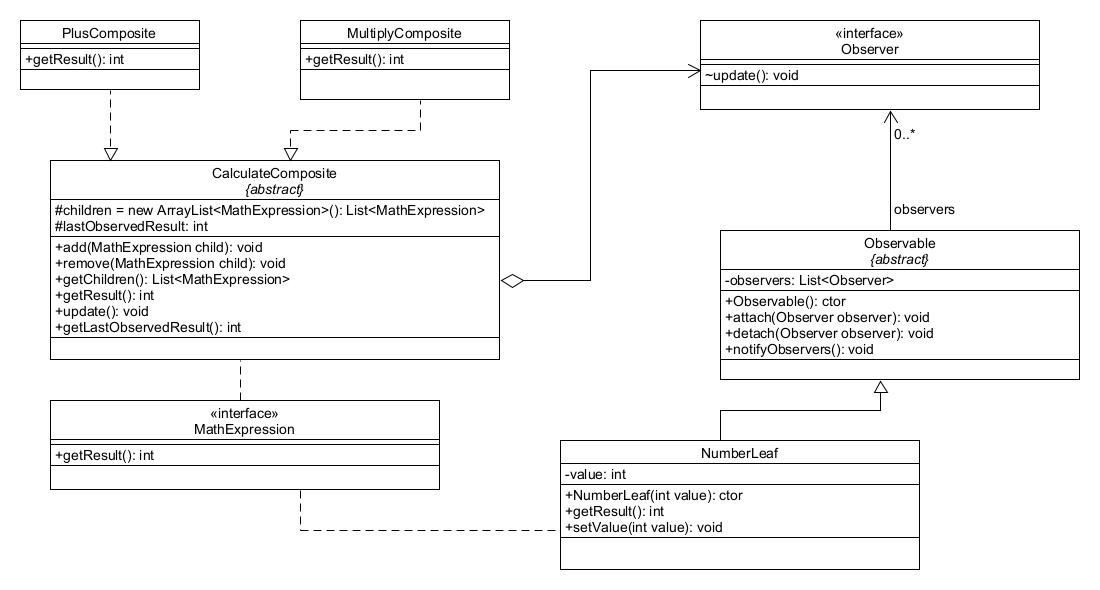 PlusComposite
+getResult(): int
MultiplyComposite
+getResult(): int
«interface»
Observer
~update(): void
0..*
observers
CalculateComposite
{abstract}
#children = new ArrayList<MathExpression>(): List<MathExpression>
#lastObservedResult: int
+add(MathExpression child): void
+remove(MathExpression child): void
+getChildren(): List<MathExpression>
+getResult(): int
+update(): void
+getLastObservedResult(): int
Observable
{abstract}
-observers: List<Observer>
+Observable(): ctor
+attach(Observer observer): void
+detach(Observer observer): void
+notifyObservers(): void
«interface»
MathExpression
+getResult(): int
NumberLeaf
-value: int
+NumberLeaf(int value): ctor
+getResult(): int
+setValue(int value): void